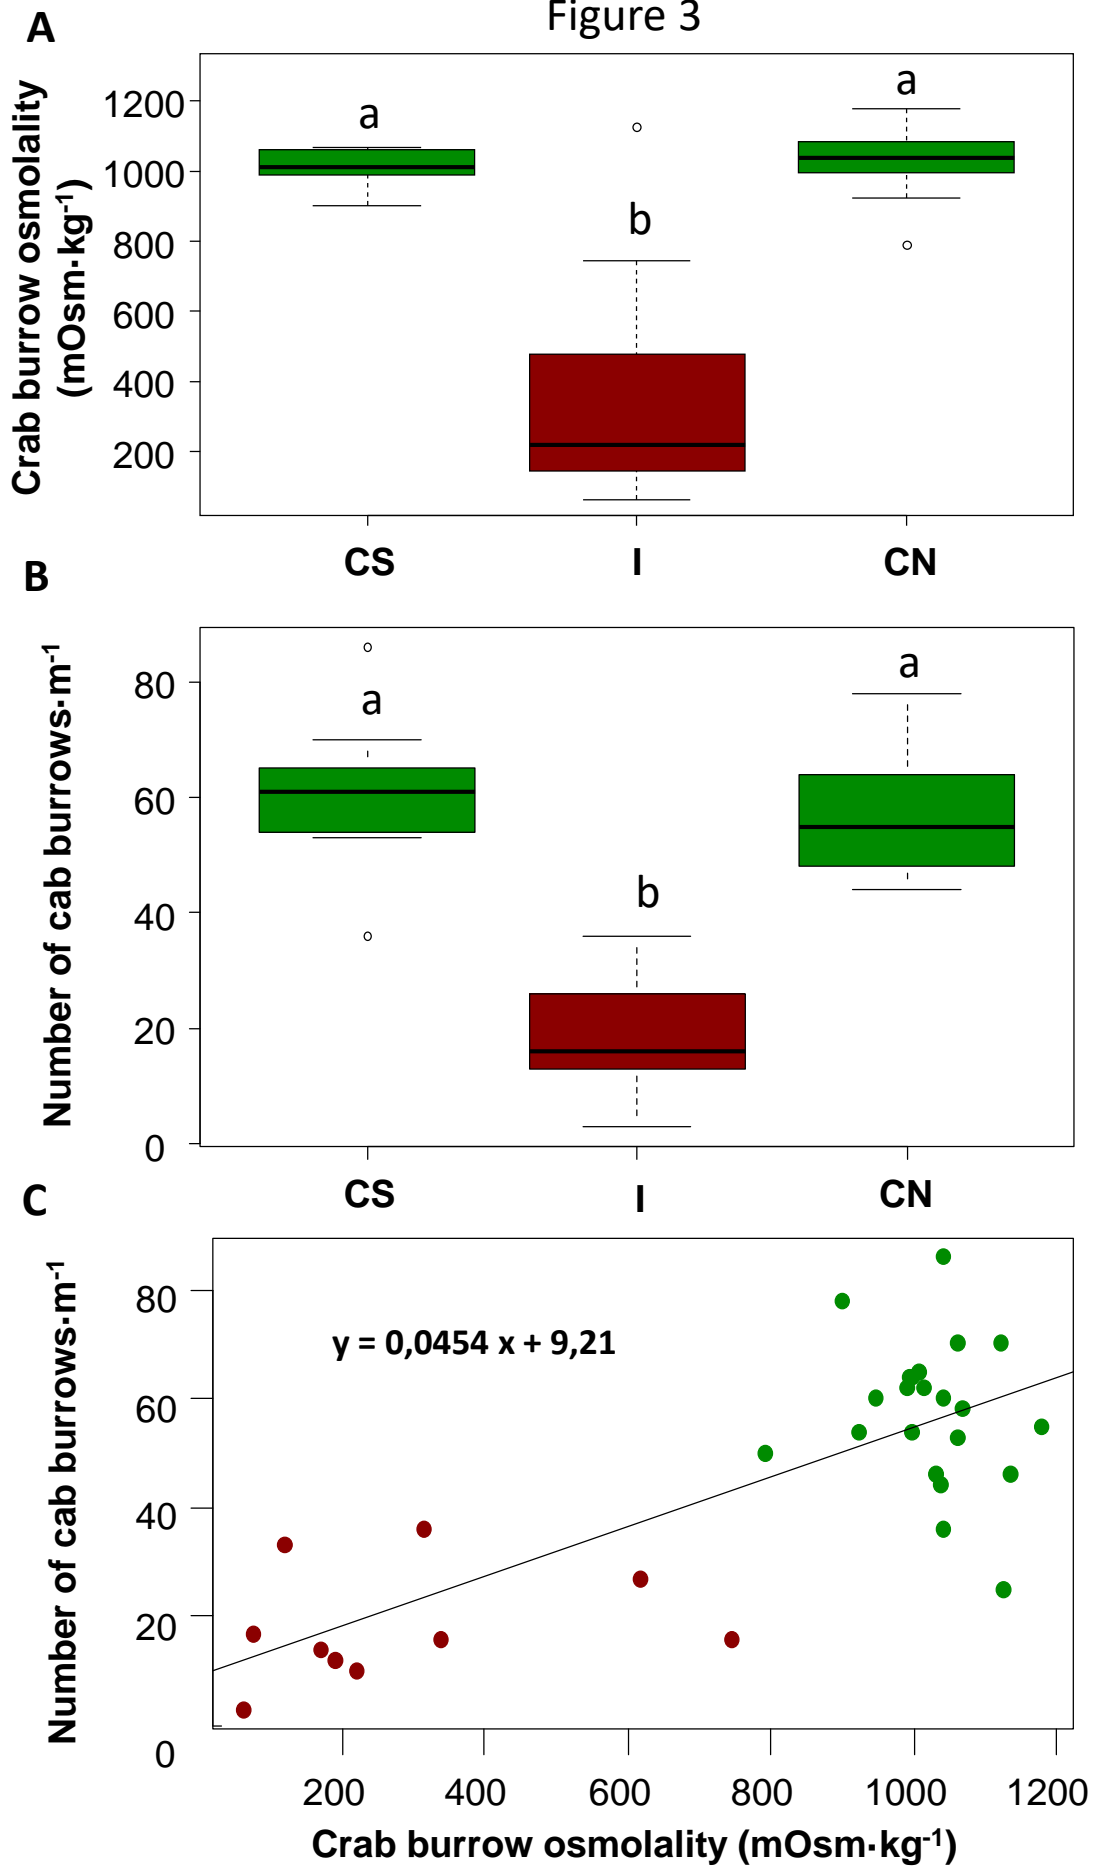 Figure 3
A
Crab burrow osmolality
(mOsm·kg⁻¹)
1200
1000
800
600
400
200
a
b
a
CS
I
CN
B
Number of cab burrows·m⁻¹
80
60
40
20
0
a
b
a
CS
I
CN
C
Number of cab burrows·m⁻¹
80
60
40
20
0
y = 0,0454 x + 9,21
200
400
600
800
1000
1200
Crab burrow osmolality (mOsm·kg⁻¹)